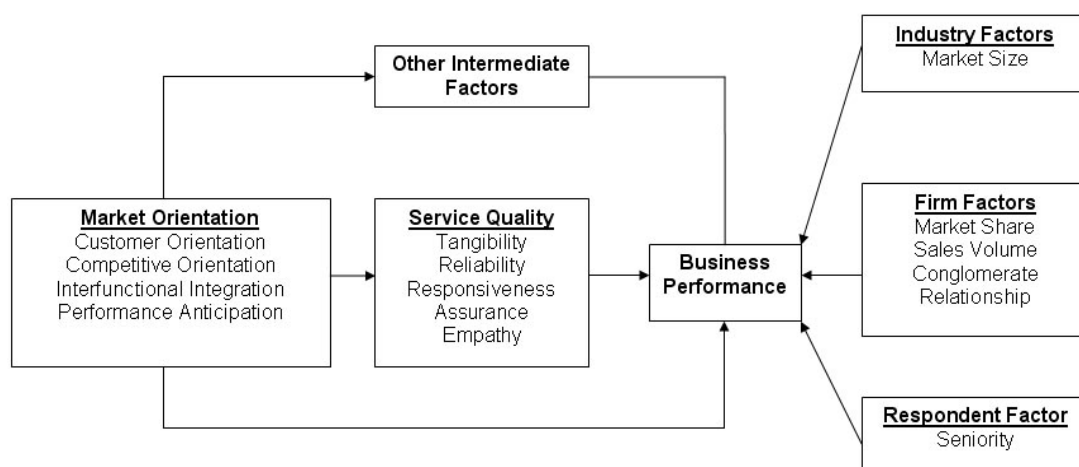 Other Intermediate
Factors
Industry Factors
Market Size
Market Orientation
Customer Orientation
Competitive Orientation
Interfunctional Integration
Performance Anticipation
Service Quality
Tangibility
Reliability
Responsiveness
Assurance
Empathy
Business
Performance
Firm Factors
Market Share
Sales Volume
Conglomerate
Relationship
Respondent Factor
Seniority